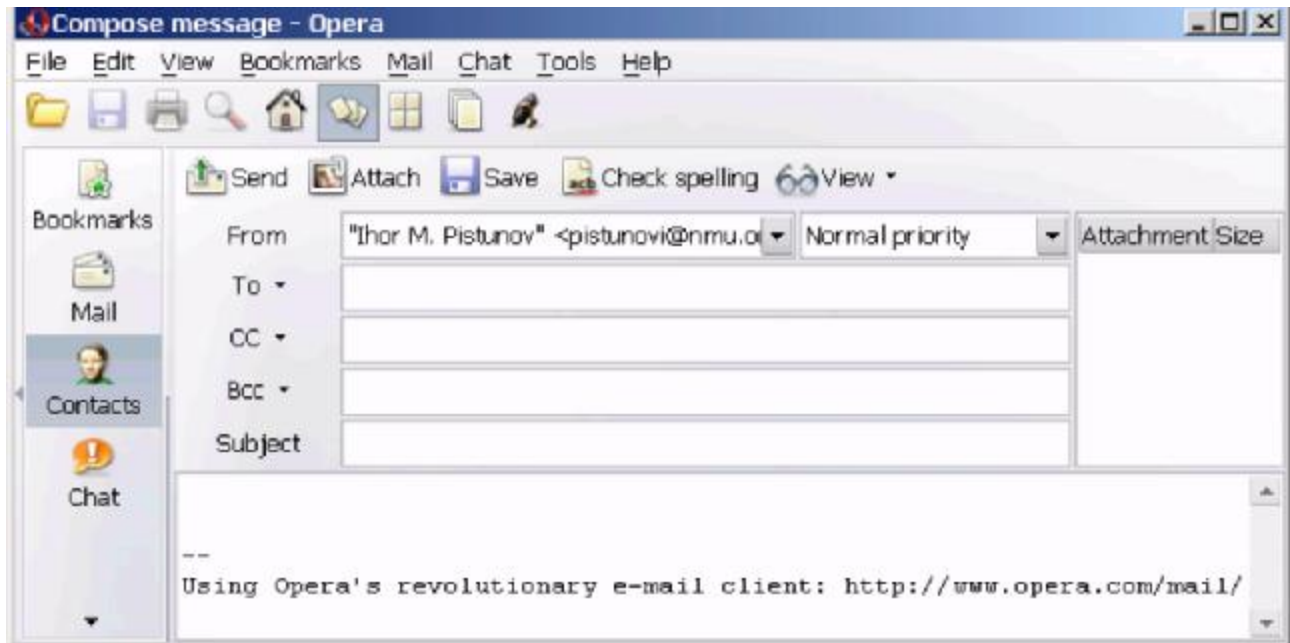 Compose message - Opera
File Edit View Bookmarks Mail Chat Tools Help
Send Attach Save Check spelling View
Bookmarks
Mail
Contacts
Chat
From "Ihor M. Pistunov" <pistunovi@nmu.o Normal priority
Attachment Size
To
CC
Bcc
Subject
--
Using Opera's revolutionary e-mail client: http://www.opera.com/mail/